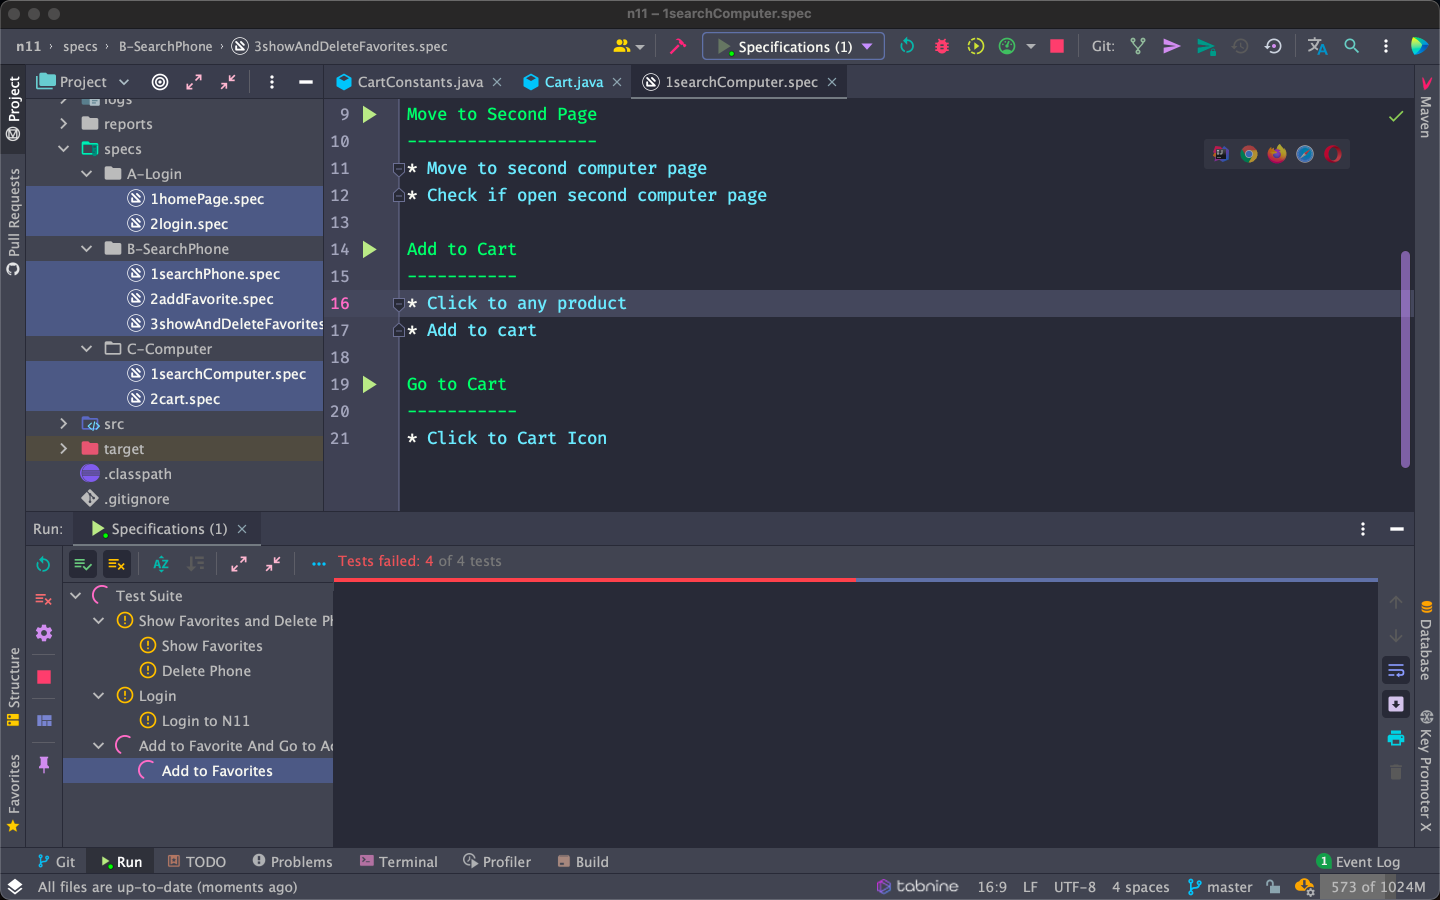 n11 – 1searchComputer.spec
n11 › specs › B-SearchPhone › 3showAndDeleteFavorites.spec
Specifications (1)
Git:
Project
CartConstants.java
Cart.java
1searchComputer.spec
Project
Pull Requests
Structure
Favorites
logs
reports
specs
A-Login
1homePage.spec
2login.spec
B-SearchPhone
1searchPhone.spec
2addFavorite.spec
3showAndDeleteFavorites
C-Computer
1searchComputer.spec
2cart.spec
src
target
.classpath
.gitignore
9 Move to Second Page
10 -------------------
11 * Move to second computer page
12 * Check if open second computer page
13
14 Add to Cart
15 -----------
16 * Click to any product
17 * Add to cart
18
19 Go to Cart
20 -----------
21 * Click to Cart Icon
Maven
Database
Key Promoter X
Run: Specifications (1)
Tests failed: 4 of 4 tests
Test Suite
Show Favorites and Delete Ph
Show Favorites
Delete Phone
Login
Login to N11
Add to Favorite And Go to Ac
Add to Favorites
Git
Run
TODO
Problems
Terminal
Profiler
Build
1 Event Log
All files are up-to-date (moments ago)
tabnine 16:9 LF UTF-8 4 spaces master 573 of 1024M